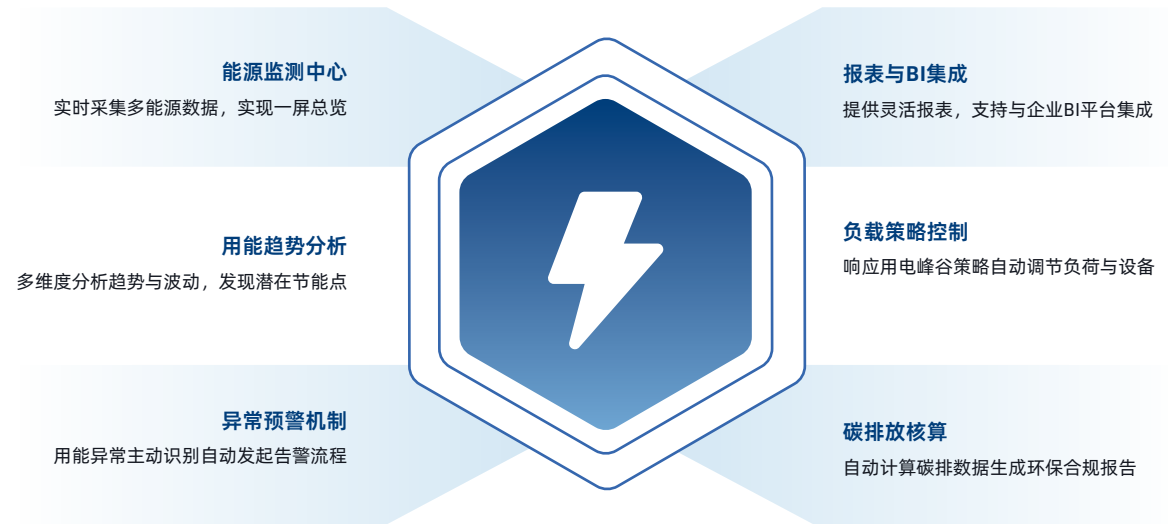 能源监测中心
实时采集多能源数据，实现一屏总览
用能趋势分析
多维度分析趋势与波动，发现潜在节能点
异常预警机制
用能异常主动识别自动发起告警流程
报表与BI集成
提供灵活报表，支持与企业BI平台集成
负载策略控制
响应用电峰谷策略自动调节负荷与设备
碳排放核算
自动计算碳排数据生成环保合规报告